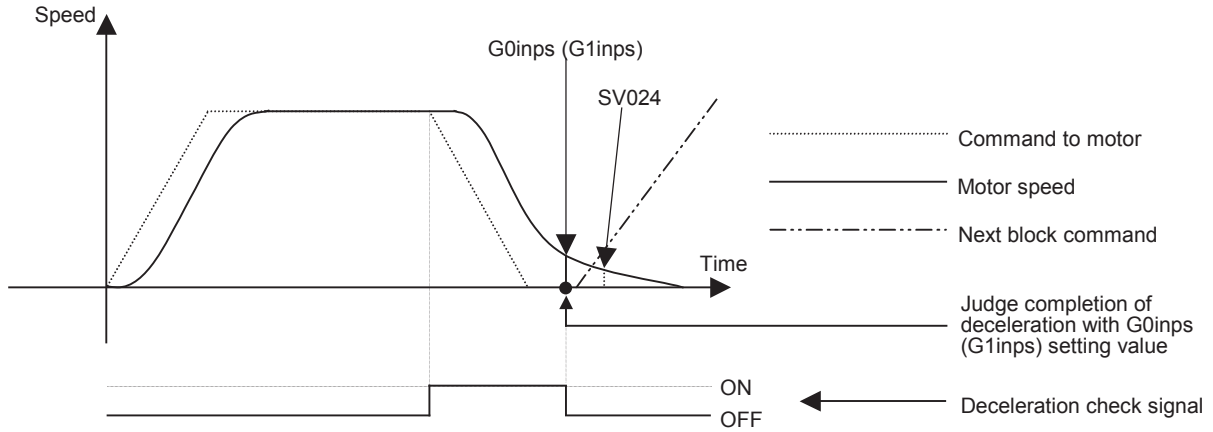 Speed
G0inps (G1inps)
SV024
Command to motor
Motor speed
Next block command
Time
Judge completion of
deceleration with G0inps
(G1inps) setting value
ON
OFF
Deceleration check signal